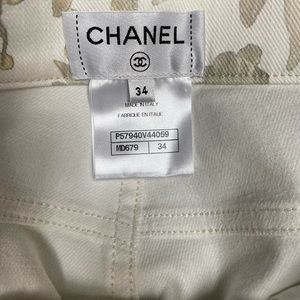 CHANEL
34
MADE IN ITALY
FABRIQUE EN ITALIE
P57940V44059
MD679 34